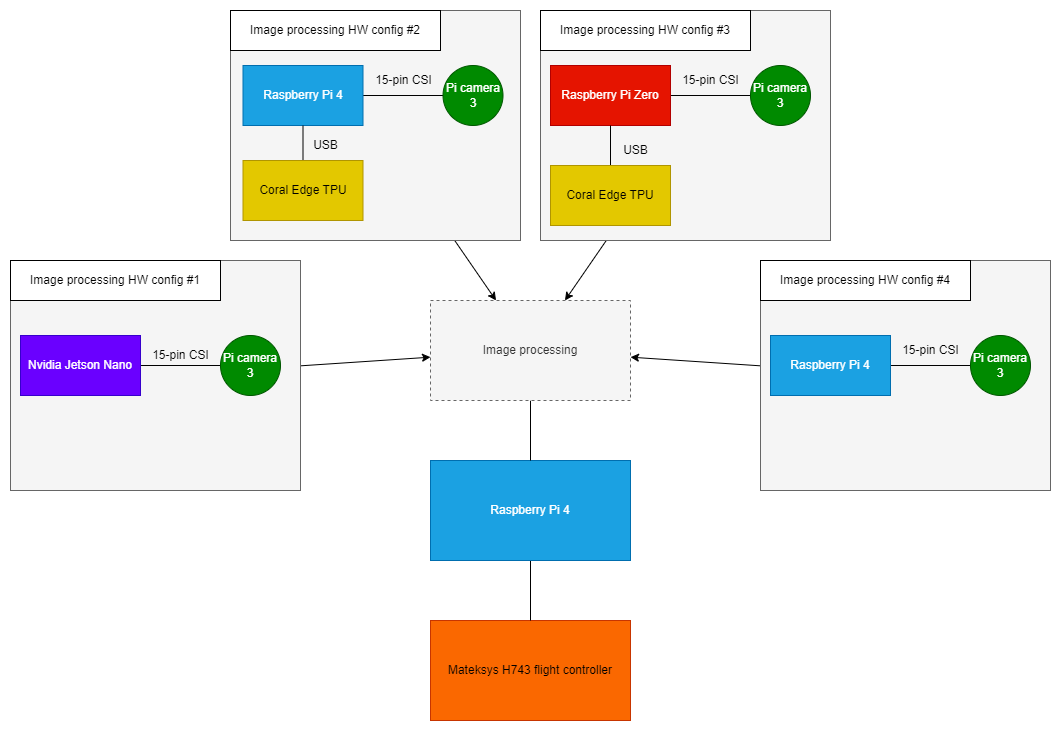 Image processing HW config #2
Raspberry Pi 4
15-pin CSI
Pi camera
3
USB
Coral Edge TPU
Image processing HW config #3
Raspberry Pi Zero
15-pin CSI
Pi camera
3
USB
Coral Edge TPU
Image processing HW config #1
Nvidia Jetson Nano
15-pin CSI
Pi camera
3
Image processing
Image processing HW config #4
Raspberry Pi 4
15-pin CSI
Pi camera
3
Raspberry Pi 4
Mateksys H743 flight controller